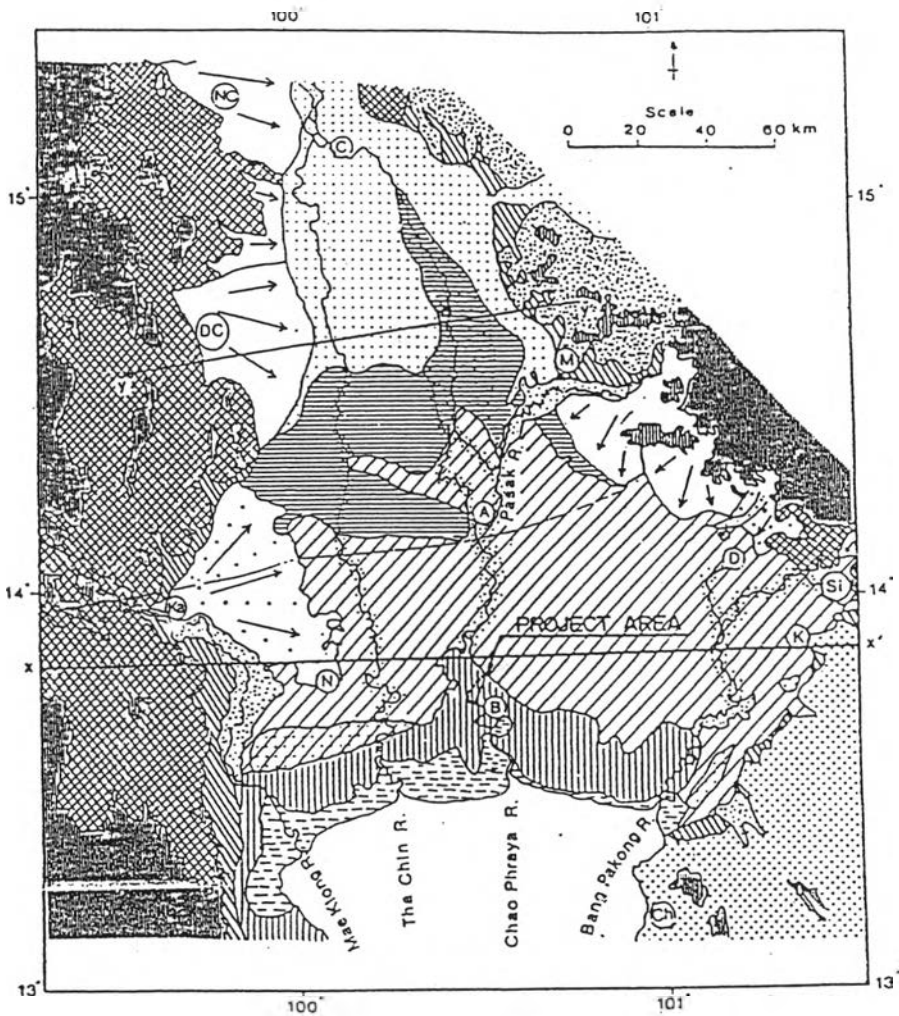 100° 101°
Scale
0 20 40 60 km
NC
C
15° 15°
DC
M
Y
Y'
Pasak R.
A
D
14° 14°
Ka
Si
PROJECT AREA
K
X X'
N
B
Mae Klong R.
Tha Chin R.
Chao Phraya R.
Bang Pakong R.
13° 13°
100° 101°